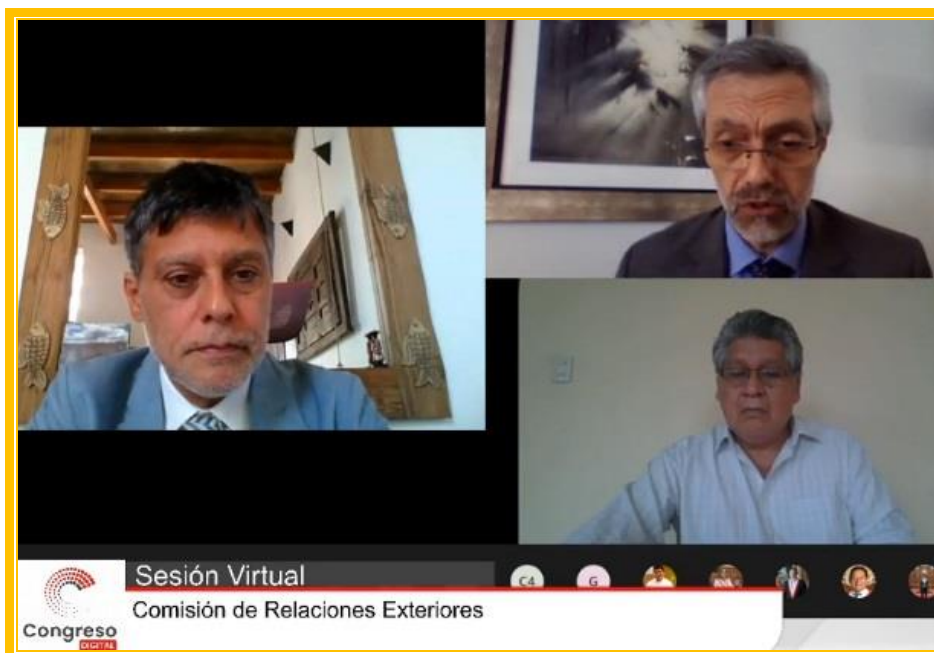 C4
G
Sesión Virtual
Comisión de Relaciones Exteriores
Congreso
DIGITAL